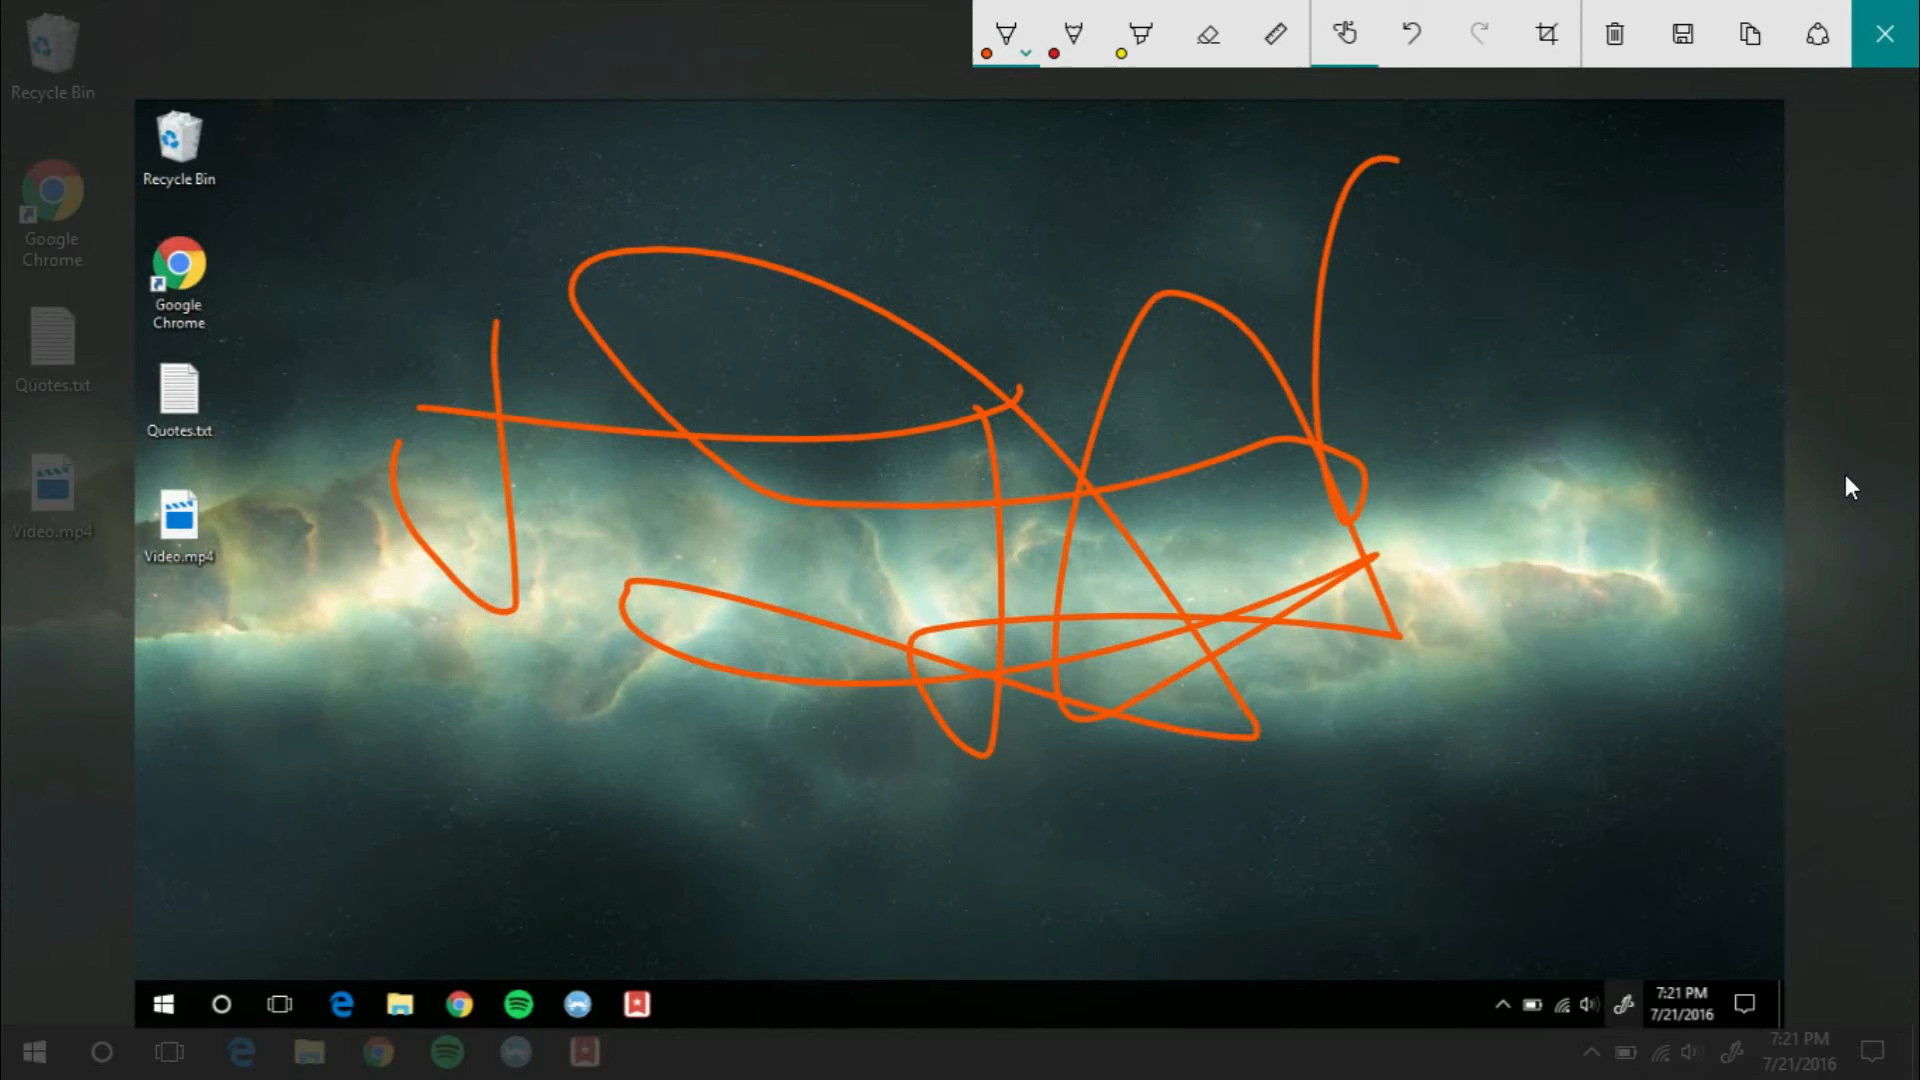 Recycle Bin
Google
Chrome
Quotes.txt
Video.mp4
Recycle Bin
Google
Chrome
Quotes.txt
Video.mp4
7:21 PM
7/21/2016
7:21 PM
7/21/2016